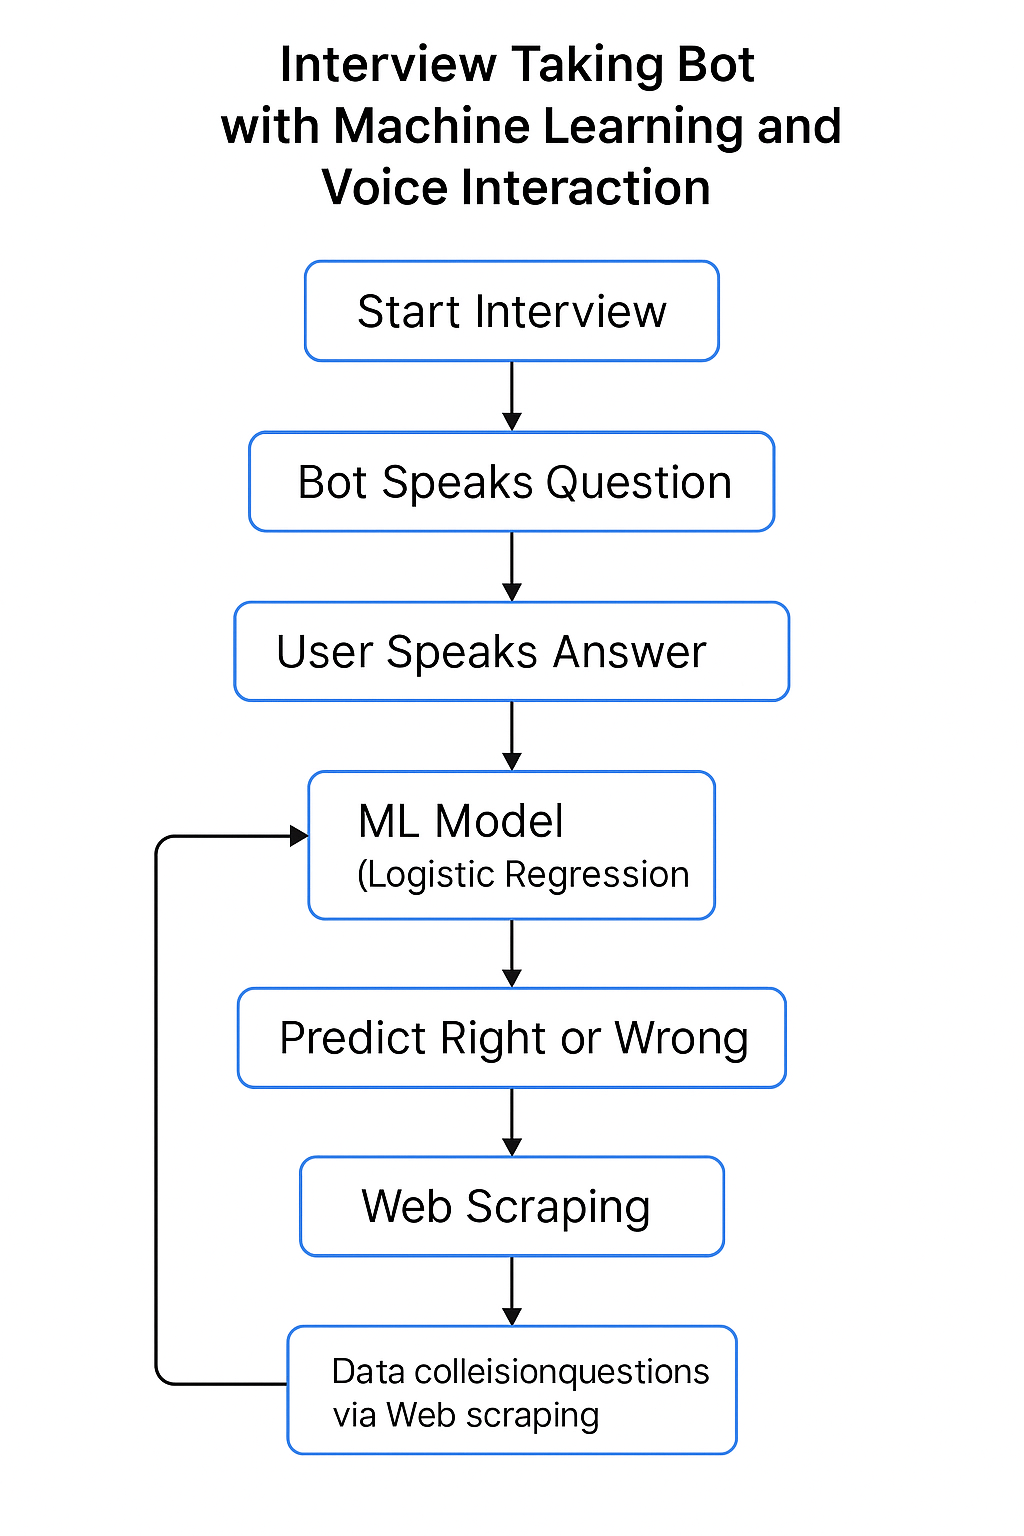 Interview Taking Bot
with Machine Learning and
Voice Interaction
Start Interview
Bot Speaks Question
User Speaks Answer
ML Model
(Logistic Regression
Predict Right or Wrong
Web Scraping
Data colleisionquestions
via Web scraping